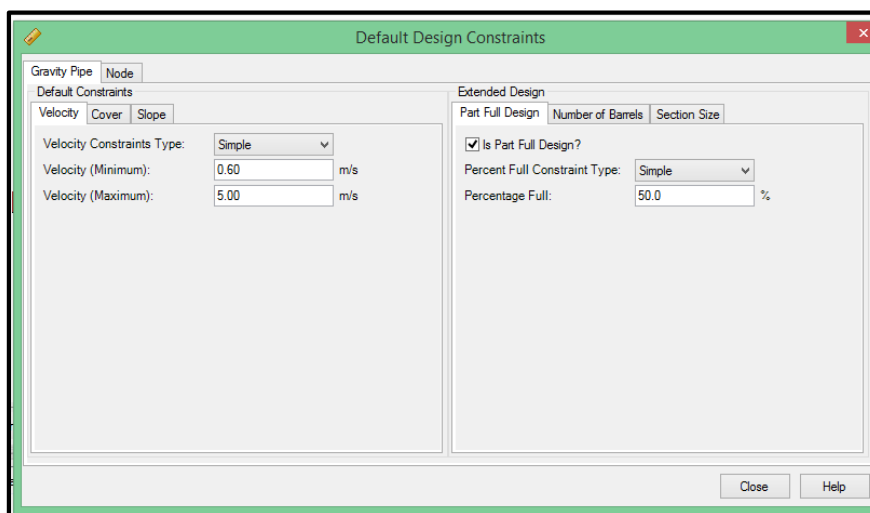 Default Design Constraints
Gravity Pipe Node
Default Constraints
Velocity Cover Slope
Velocity Constraints Type: Simple
Velocity (Minimum): 0.60 m/s
Velocity (Maximum): 5.00 m/s
Extended Design
Part Full Design Number of Barrels Section Size
Is Part Full Design?
Percent Full Constraint Type: Simple
Percentage Full: 50.0 %
Close Help